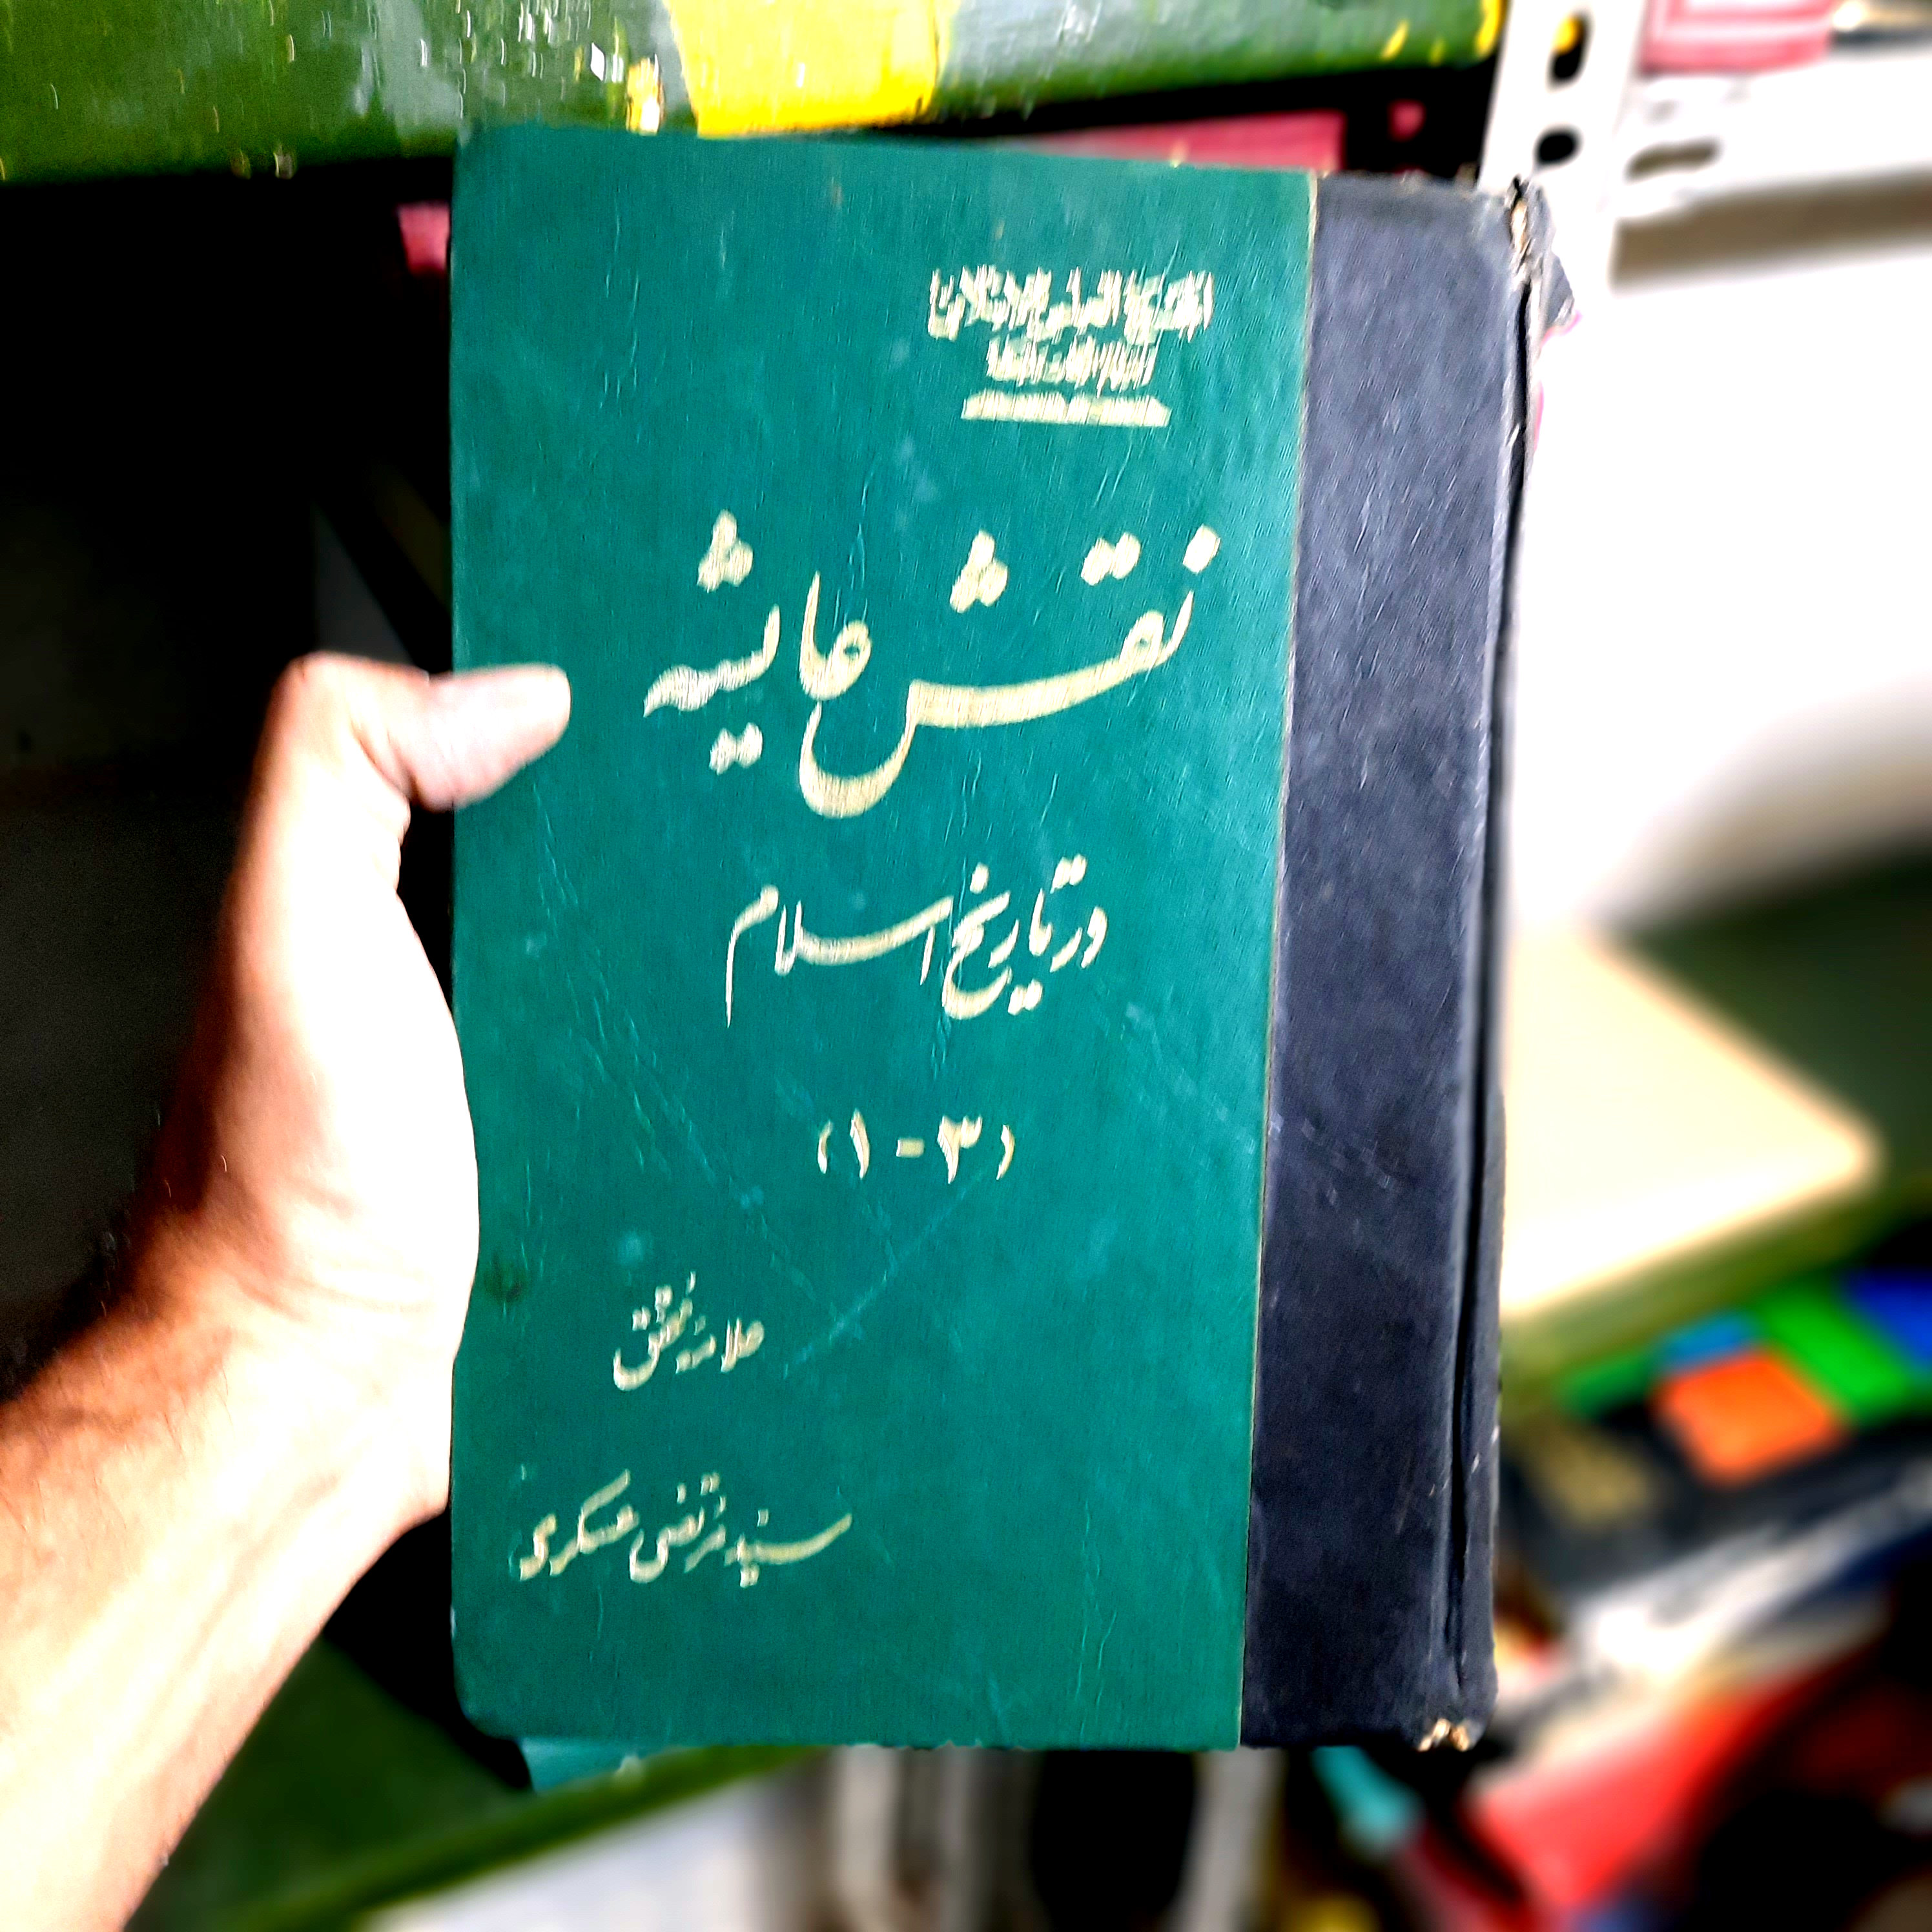 نقش عایشه
در تاریخ اسلام
(۱-۳)
علامه محقق
سید مرتضی عسکری